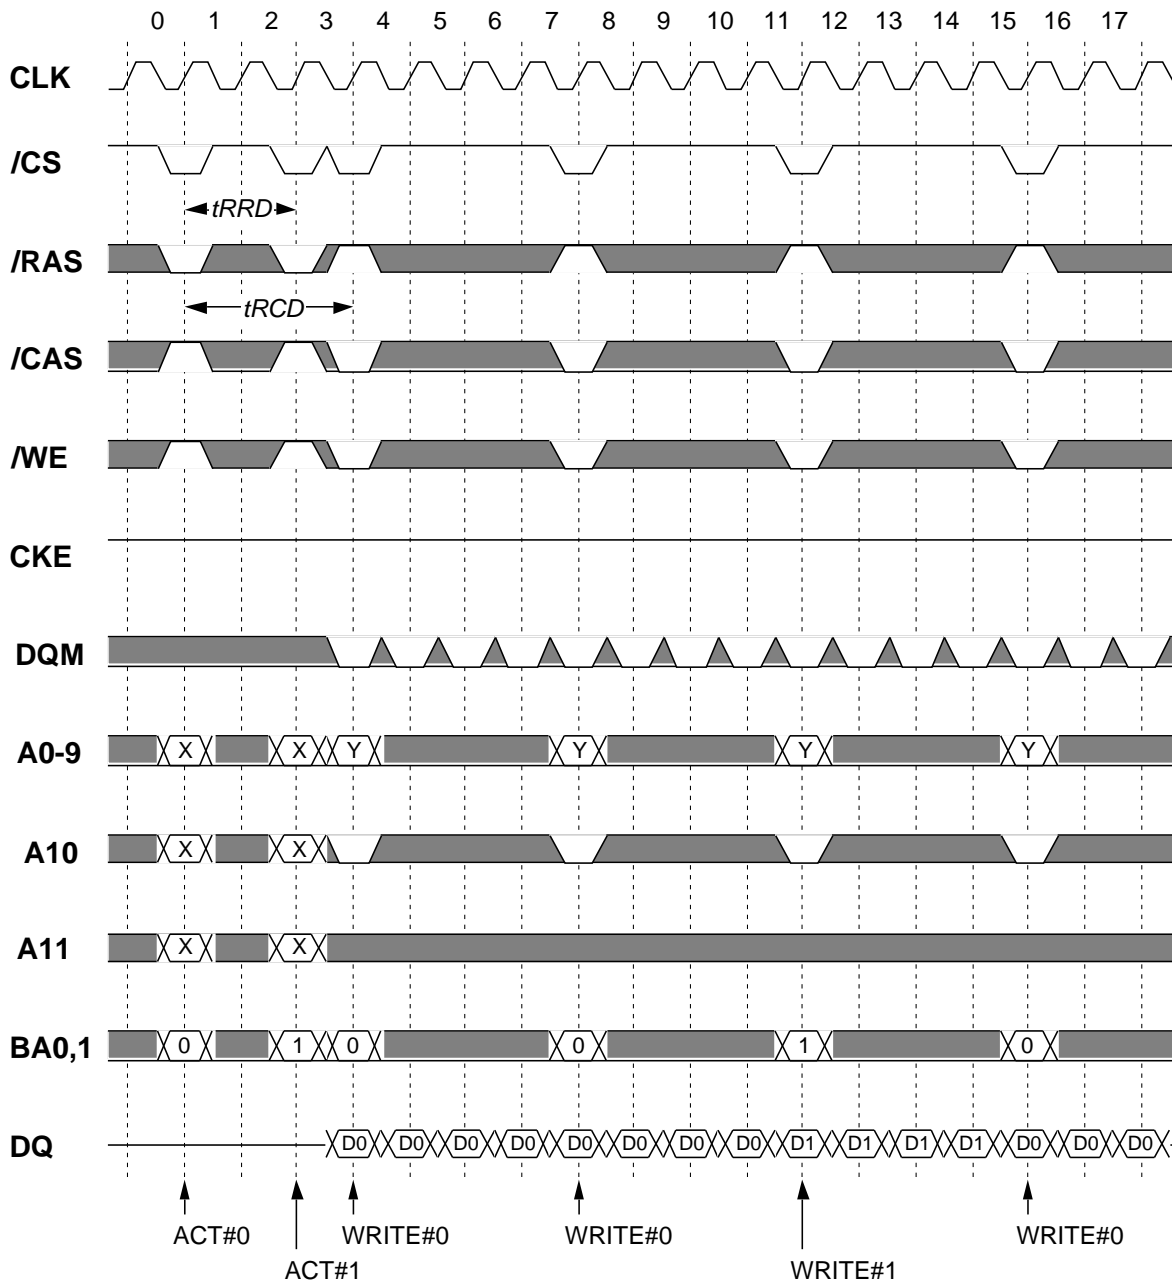 0 1 2 3 4 5 6 7 8 9 10 11 12 13 14 15 16 17
CLK
/CS
tRRD
/RAS
tRCD
/CAS
/WE
CKE
DQM
A0-9 X X Y Y Y Y
A10 X X
A11 X X
BA0,1 0 1 0 0 1 0
DQ D0 D0 D0 D0 D0 D0 D0 D0 D1 D1 D1 D1 D0 D0 D0
ACT#0 WRITE#0 WRITE#0 WRITE#0
ACT#1 WRITE#1